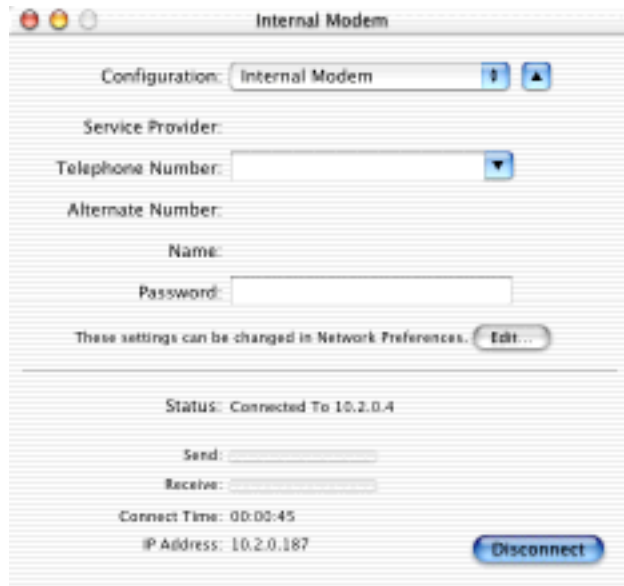 Internal Modem
Configuration: Internal Modem
Service Provider:
Telephone Number:
Alternate Number:
Name:
Password:
These settings can be changed in Network Preferences. Edit...
Status: Connected To 10.2.0.4
Send:
Receive:
Connect Time: 00:00:45
IP Address: 10.2.0.187
Disconnect